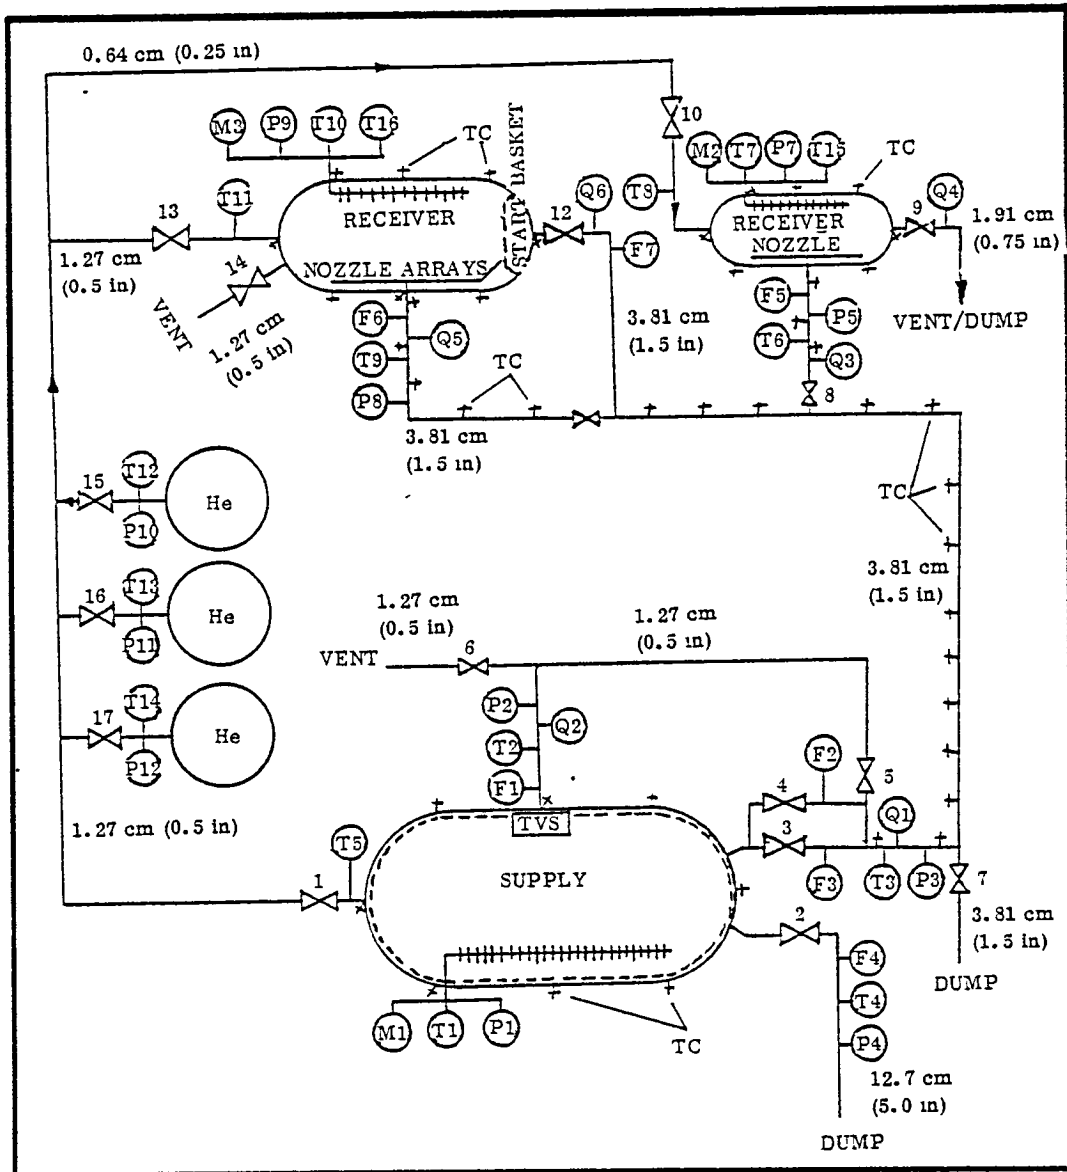 0.64 cm (0.25 in)
10
M3 P9 T10 T16
TC
START BASKET
M2 T7 P7 T15
TC
T8
Q6
Q4
13
T11
12
9
RECEIVER
RECEIVER
NOZZLE
1.91 cm
(0.75 in)
F7
1.27 cm
(0.5 in)
14
NOZZLE ARRAYS
VENT
1.27 cm
(0.5 in)
F6
Q5
T9
P8
TC
3.81 cm
(1.5 in)
F5
P5
T6
Q3
8
VENT/DUMP
3.81 cm
(1.5 in)
TC
15
T12
He
P10
16
T13
He
P11
17
T14
He
P12
3.81 cm
(1.5 in)
1.27 cm
(0.5 in)
1.27 cm
(0.5 in)
VENT
6
P2
Q2
T2
F1
F2
5
4
Q1
3
1.27 cm (0.5 in)
T5
TVS
1
SUPPLY
F3 T3 P3
7
2
3.81 cm
(1.5 in)
DUMP
F4
T4
P4
M1 T1 P1
TC
12.7 cm
(5.0 in)
DUMP